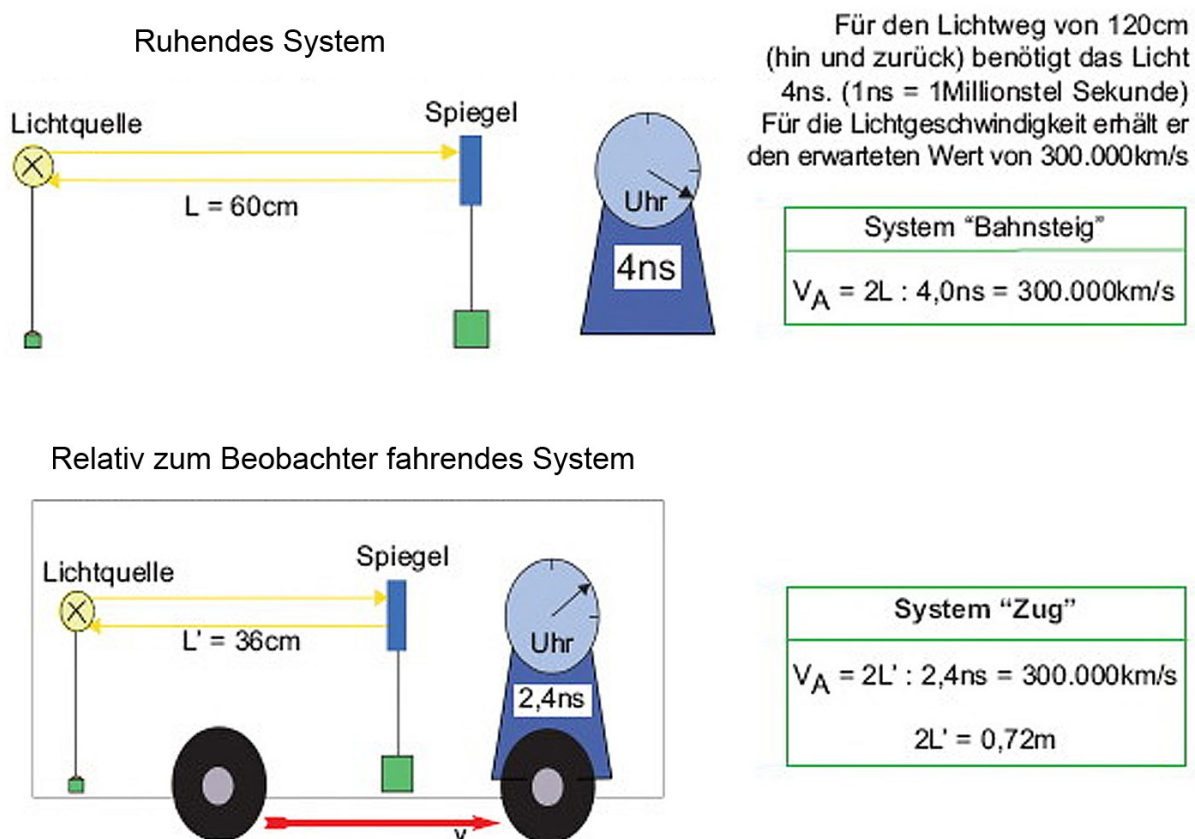 Ruhendes System
Für den Lichtweg von 120cm
(hin und zurück) benötigt das Licht
4ns. (1ns = 1Millionstel Sekunde)
Für die Lichtgeschwindigkeit erhält er
den erwarteten Wert von 300.000km/s
Lichtquelle
Spiegel
L = 60cm
Uhr
4ns
System “Bahnsteig”
VA = 2L : 4,0ns = 300.000km/s
Relativ zum Beobachter fahrendes System
Lichtquelle
Spiegel
L' = 36cm
Uhr
2,4ns
v
System “Zug”
VA = 2L' : 2,4ns = 300.000km/s
2L' = 0,72m